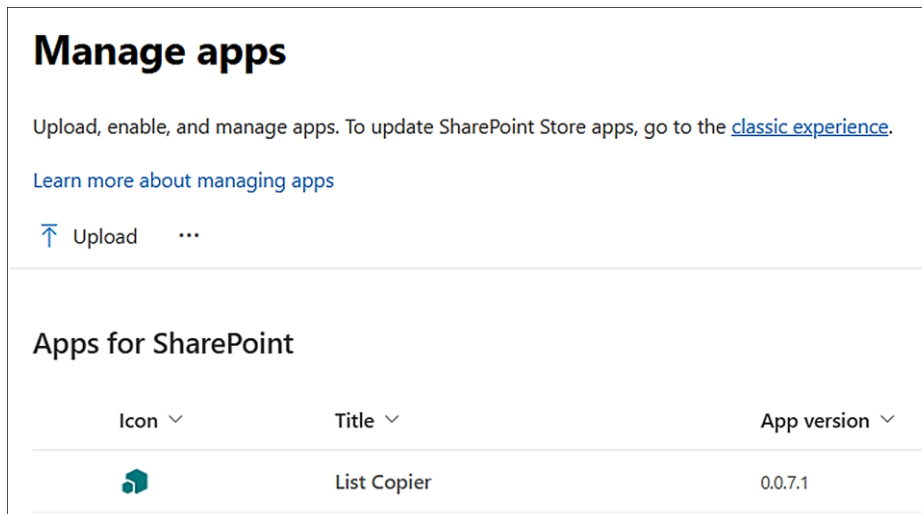 Manage apps
Upload, enable, and manage apps. To update SharePoint Store apps, go to the classic experience.
Learn more about managing apps
Upload ···
Apps for SharePoint
Icon Title App version
List Copier 0.0.7.1